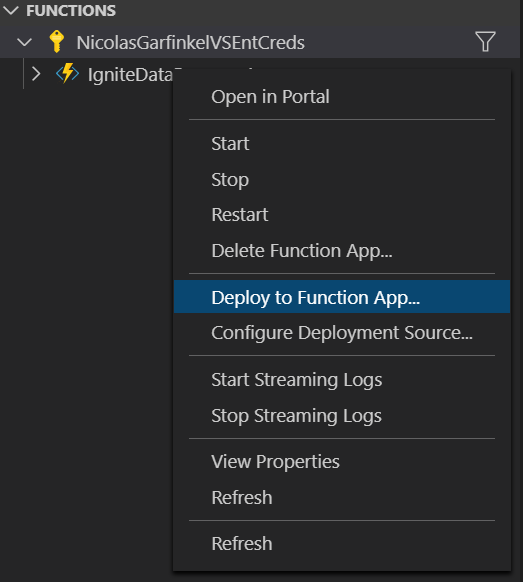 FUNCTIONS
NicolasGarfinkelVSEntCreds
Open in Portal
Start
Stop
Restart
Delete Function App...
Deploy to Function App...
Configure Deployment Source...
Start Streaming Logs
Stop Streaming Logs
View Properties
Refresh
Refresh